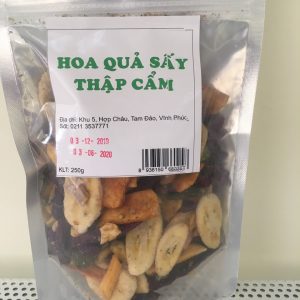 HOA QUẢ SẤY
THẬP CẨM
Địa chỉ: Khu 5, Hợp Châu, Tam Đảo, Vĩnh Phúc
Sđt: 0211 3537771
03 -12- 2019
03 -06- 2020
KLT: 250g